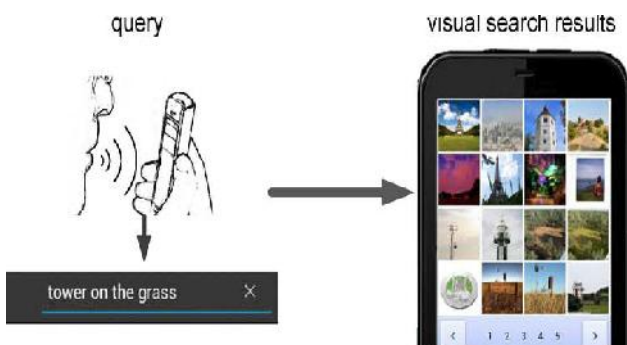 query
visual search results
tower on the grass ×
< 1 2 3 4 5 >